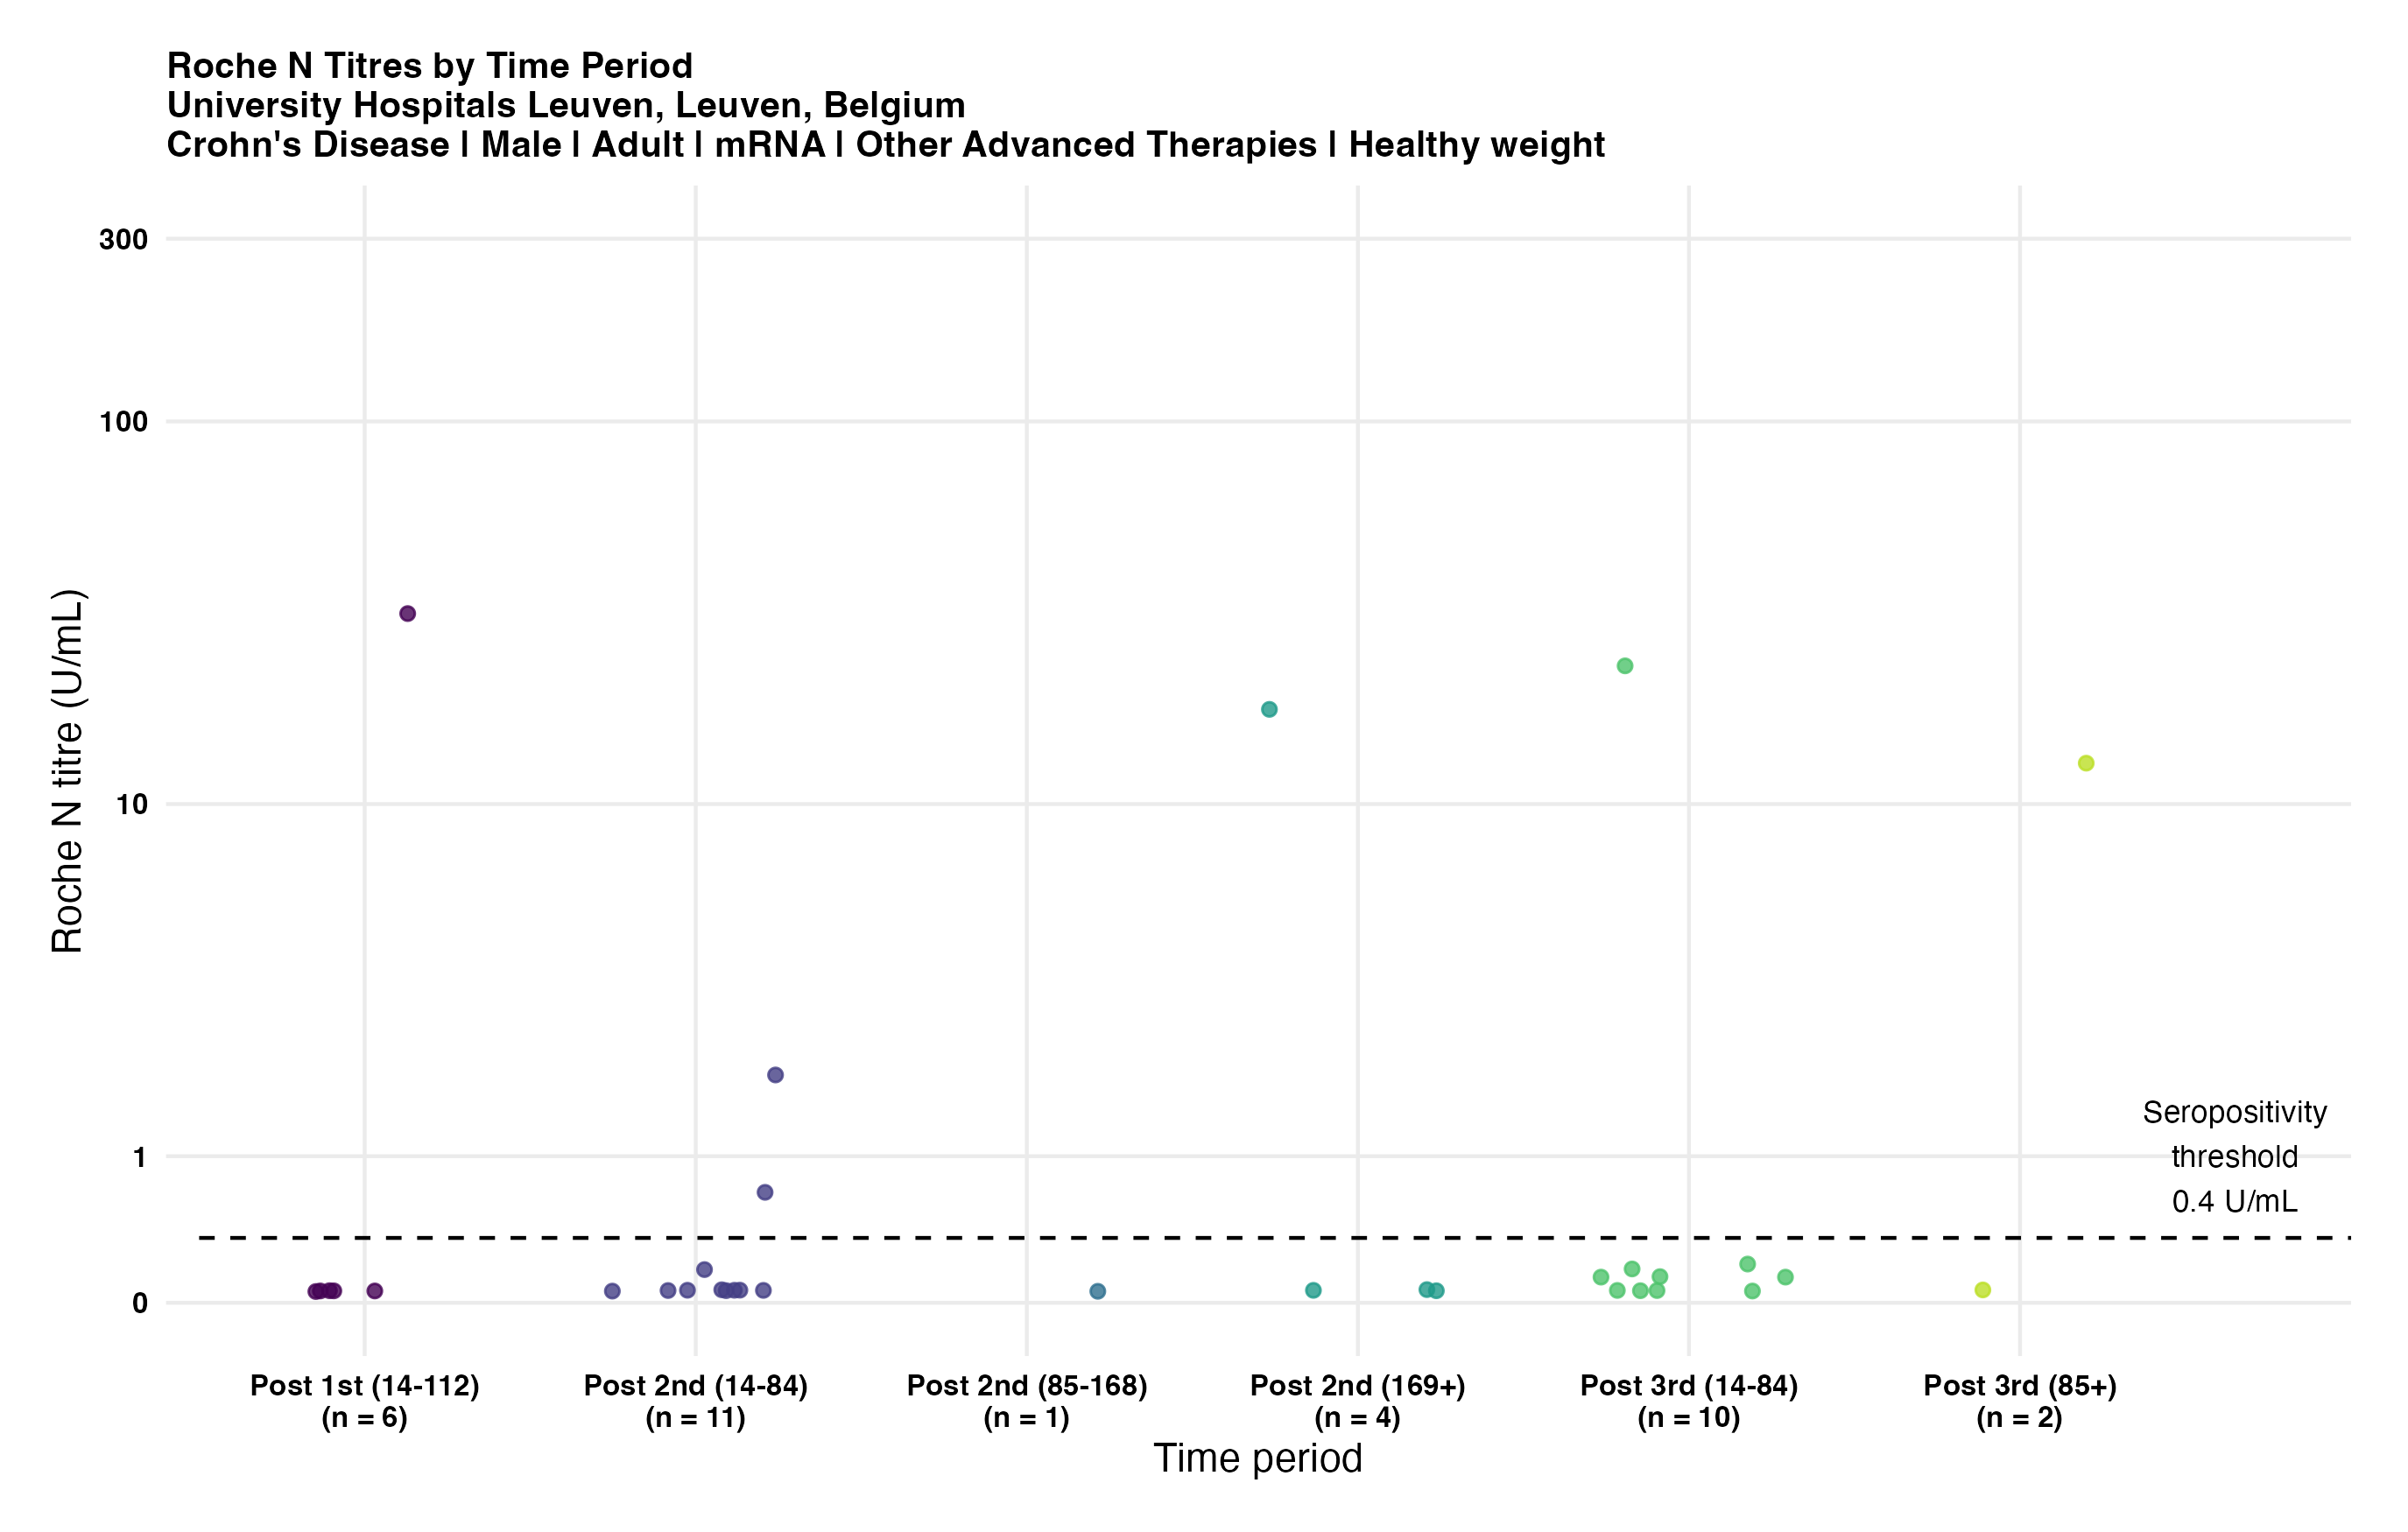 Roche N Titres by Time Period
University Hospitals Leuven, Leuven, Belgium
Crohn's Disease | Male | Adult | mRNA | Other Advanced Therapies | Healthy weight
Roche N titre (U/mL)
300
100
10
1
0
Seropositivity
threshold
0.4 U/mL
Post 1st (14-112)
(n = 6)
Post 2nd (14-84)
(n = 11)
Post 2nd (85-168)
(n = 1)
Post 2nd (169+)
(n = 4)
Post 3rd (14-84)
(n = 10)
Post 3rd (85+)
(n = 2)
Time period